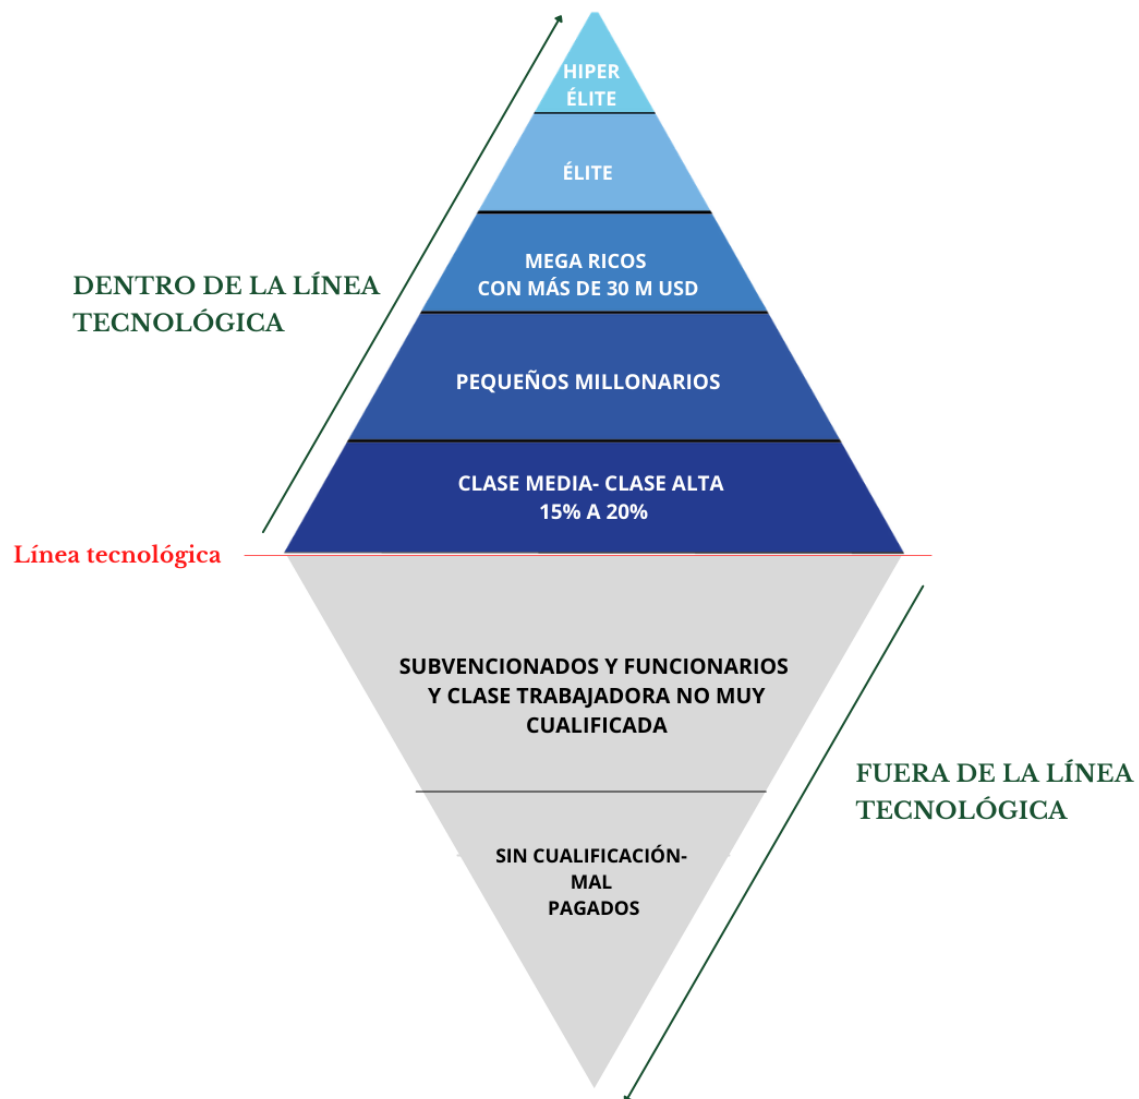 HIPER
ÉLITE
ÉLITE
MEGA RICOS
CON MÁS DE 30 M USD
DENTRO DE LA LÍNEA
TECNOLÓGICA
PEQUEÑOS MILLONARIOS
CLASE MEDIA- CLASE ALTA
15% A 20%
Línea tecnológica
SUBVENCIONADOS Y FUNCIONARIOS
Y CLASE TRABAJADORA NO MUY
CUALIFICADA
FUERA DE LA LÍNEA
TECNOLÓGICA
SIN CUALIFICACIÓN-
MAL
PAGADOS